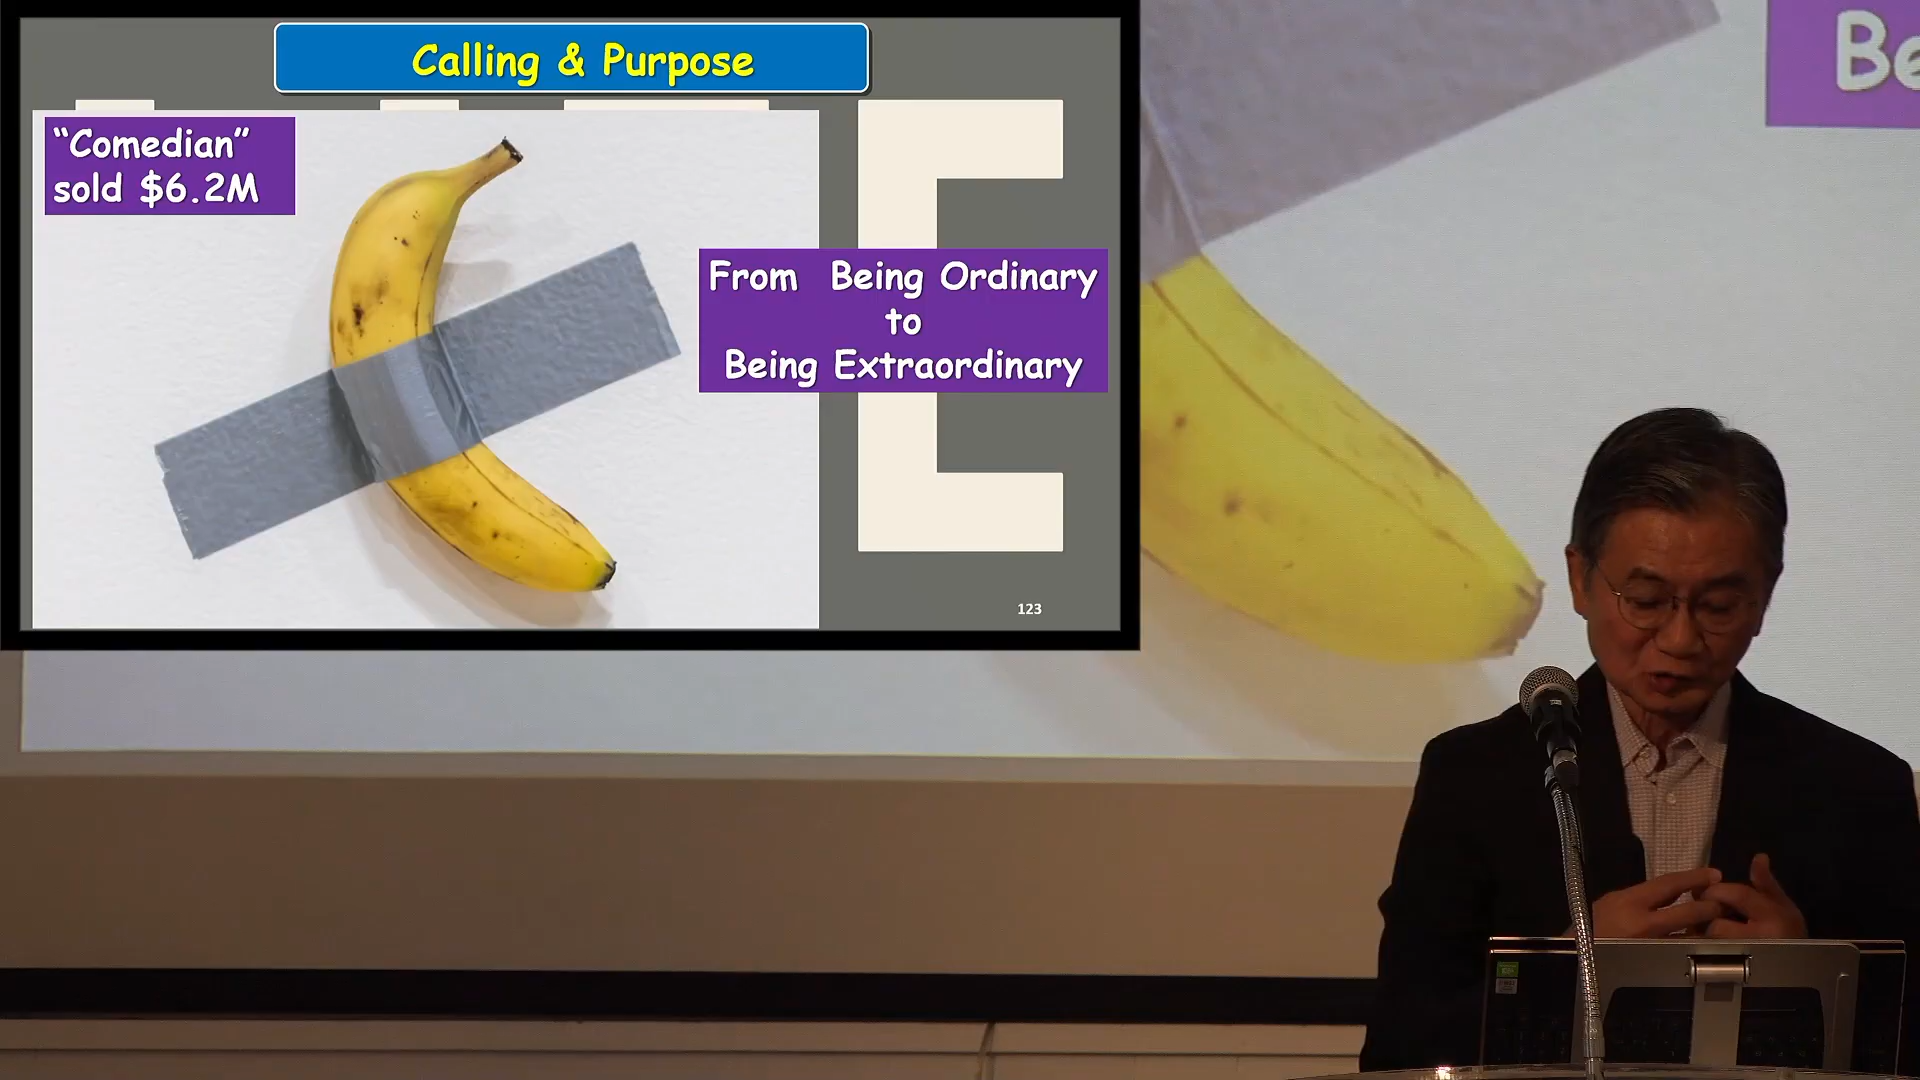 Calling & Purpose
“Comedian”
sold $6.2M
From Being Ordinary
to
Being Extraordinary
123
Be